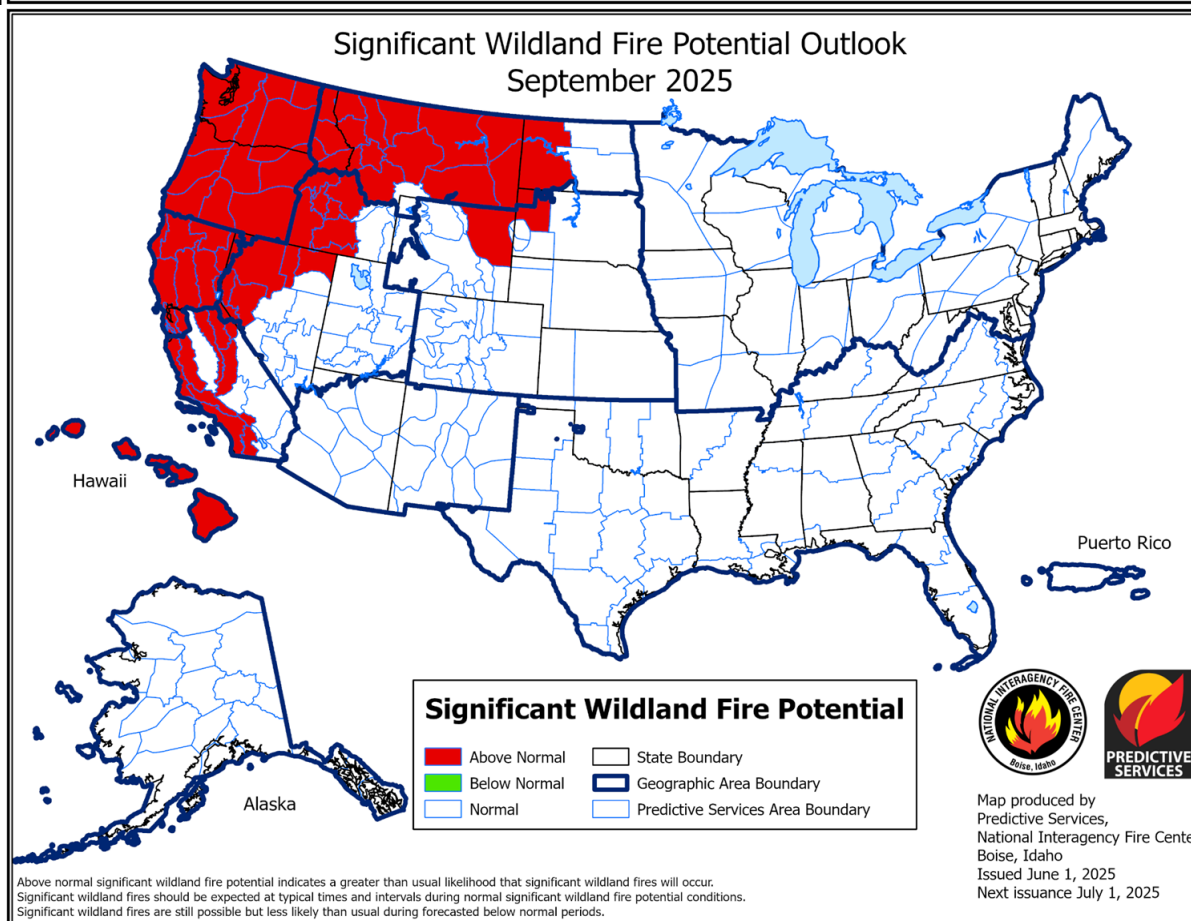 Significant Wildland Fire Potential Outlook
September 2025
Hawaii
Puerto Rico
Alaska
Significant Wildland Fire Potential
Above Normal
State Boundary
Below Normal
Geographic Area Boundary
Normal
Predictive Services Area Boundary
NATIONAL INTERAGENCY FIRE CENTER
Boise, Idaho
PREDICTIVE
SERVICES
Map produced by
Predictive Services,
National Interagency Fire Cente
Boise, Idaho
Issued June 1, 2025
Next issuance July 1, 2025
Above normal significant wildland fire potential indicates a greater than usual likelihood that significant wildland fires will occur.
Significant wildland fires should be expected at typical times and intervals during normal significant wildland fire potential conditions.
Significant wildland fires are still possible but less likely than usual during forecasted below normal periods.